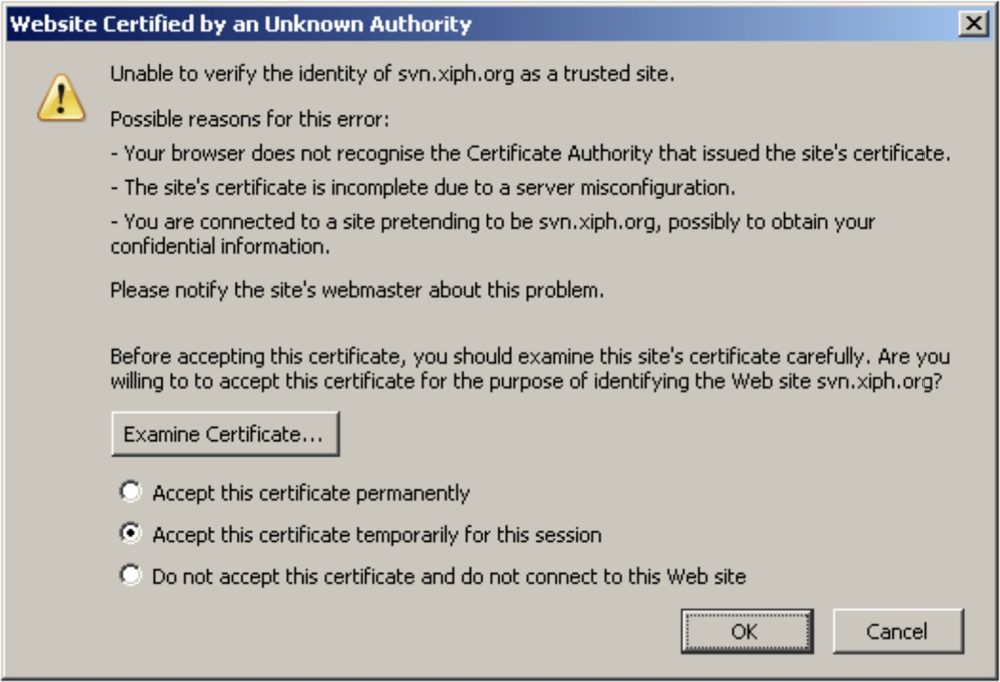 Website Certified by an Unknown Authority
Unable to verify the identity of svn.xiph.org as a trusted site.
Possible reasons for this error:
- Your browser does not recognise the Certificate Authority that issued the site's certificate.
- The site's certificate is incomplete due to a server misconfiguration.
- You are connected to a site pretending to be svn.xiph.org, possibly to obtain your
confidential information.
Please notify the site's webmaster about this problem.
Before accepting this certificate, you should examine this site's certificate carefully. Are you
willing to to accept this certificate for the purpose of identifying the Web site svn.xiph.org?
Examine Certificate...
Accept this certificate permanently
Accept this certificate temporarily for this session
Do not accept this certificate and do not connect to this Web site
OK Cancel